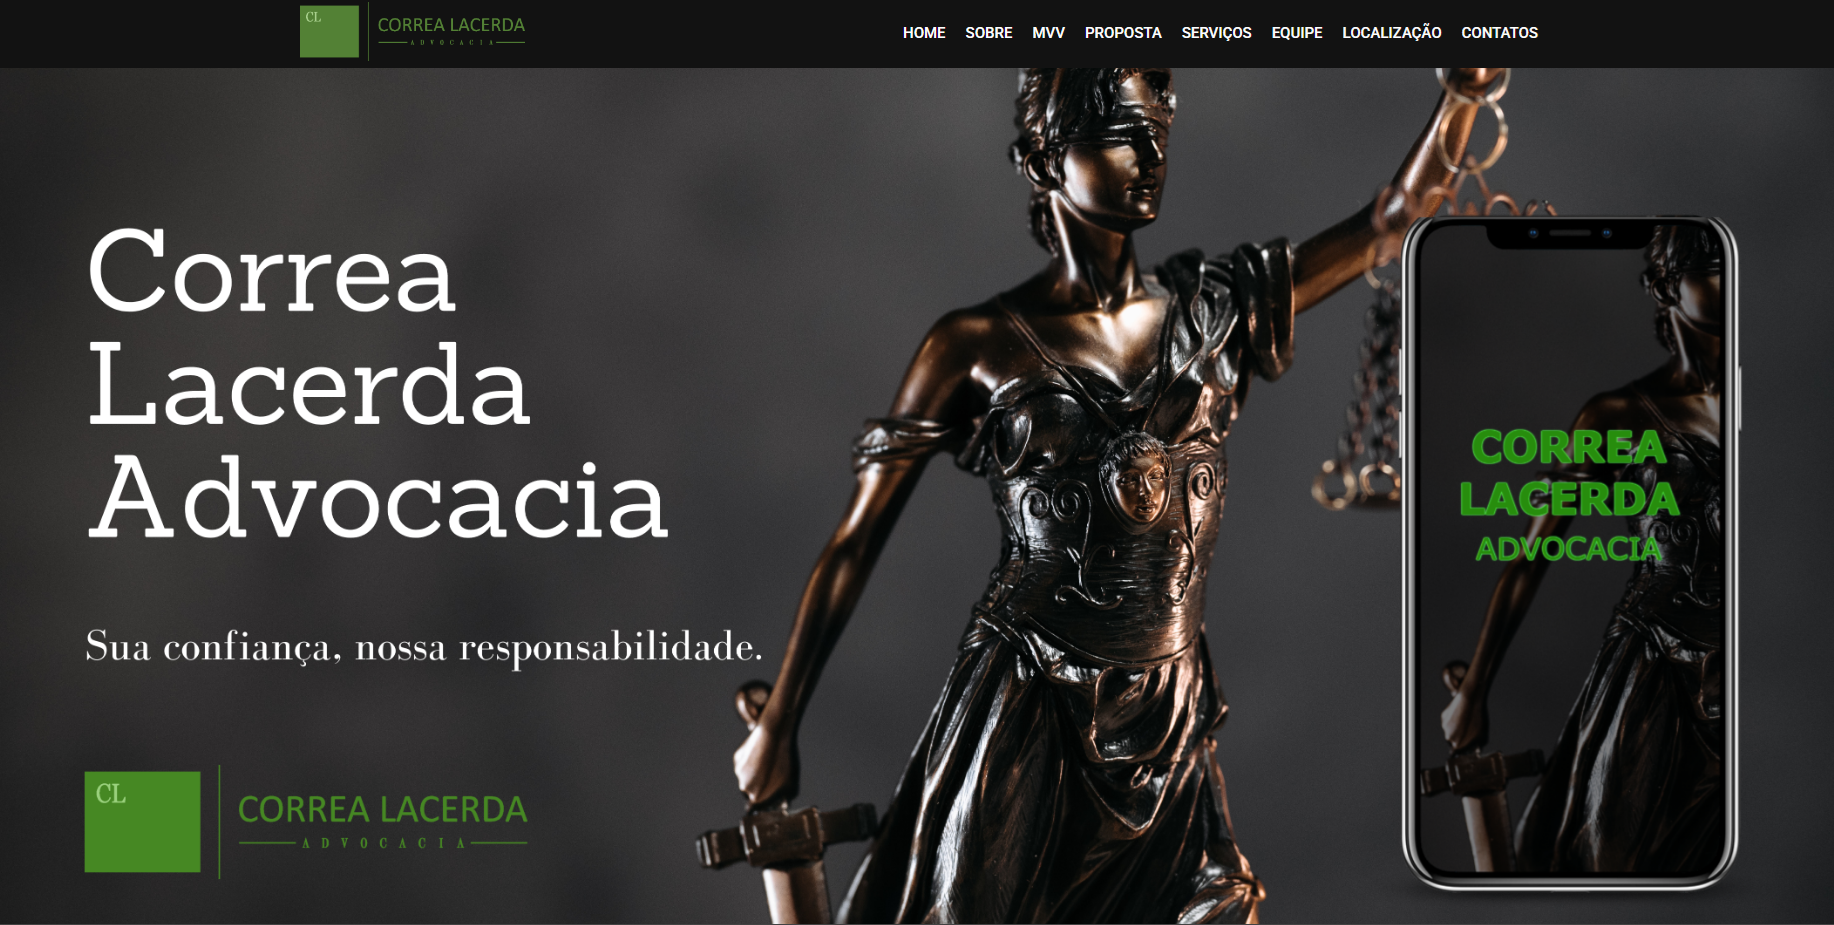 CL
CORREA LACERDA
ADVOCACIA
HOME SOBRE MVV PROPOSTA SERVIÇOS EQUIPE LOCALIZAÇÃO CONTATOS
Correa
Lacerda
Advocacia
Sua confiança, nossa responsabilidade.
CL
CORREA LACERDA
ADVOCACIA
CORREA
LACERDA
ADVOCACIA